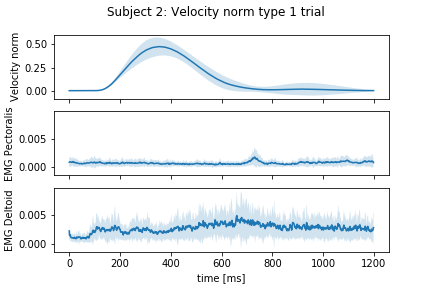 Subject 2: Velocity norm type 1 trial
Velocity norm
0.50
0.25
0.00
EMG Pectoralis
0.005
0.000
EMG Deltoid
0.005
0.000
0 200 400 600 800 1000 1200
time [ms]